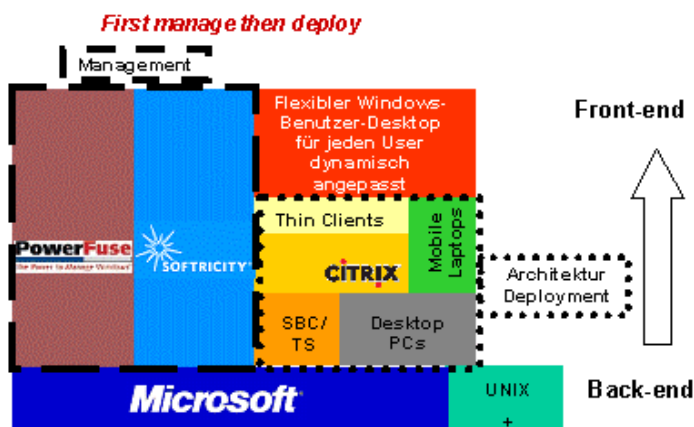 First manage then deploy
Management
Flexibler Windows-
Benutzer-Desktop
für jeden User
dynamisch
angepasst
Front-end
Thin Clients
Mobile
Laptops
PowerFuse
the Power to Manage Windows
SOFTRICITY
CITRIX
Architektur
Deployment
SBC/
TS
Desktop
PCs
Microsoft
UNIX
+
Back-end